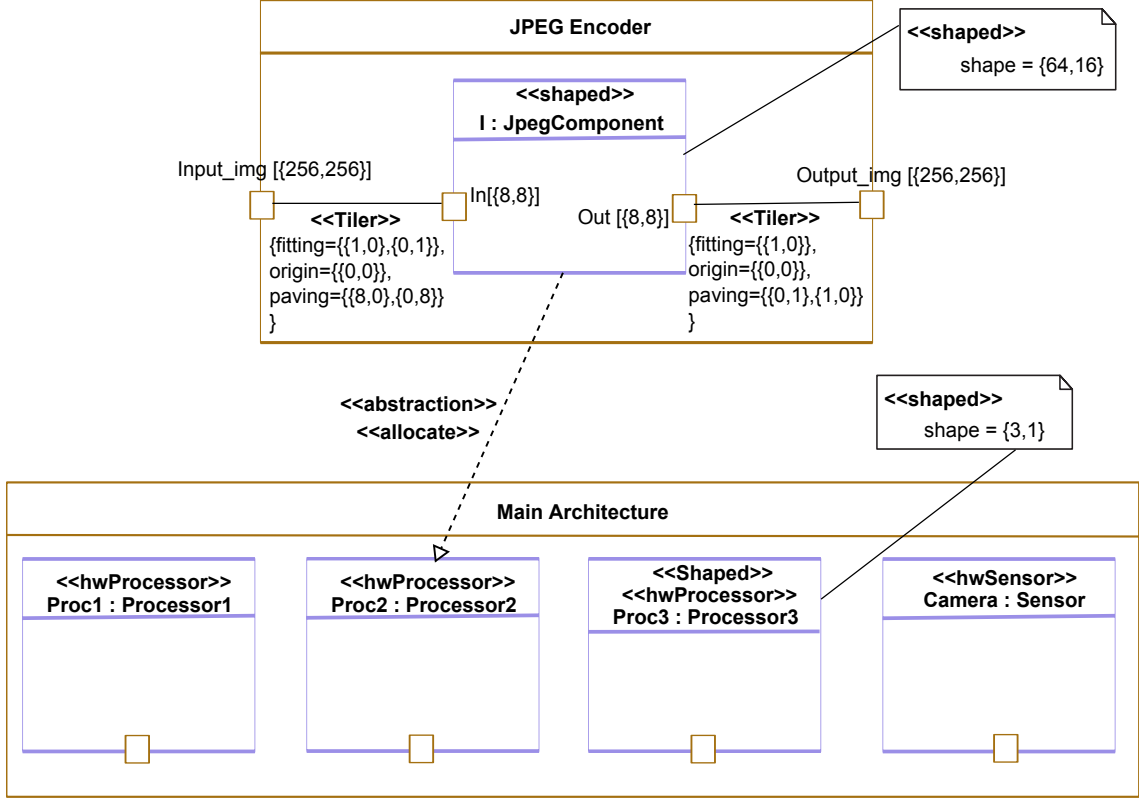 JPEG Encoder
<<shaped>>
shape = {64,16}
<<shaped>>
I : JpegComponent
Input_img [{256,256}]
In[{8,8}]
Out [{8,8}]
Output_img [{256,256}]
<<Tiler>>
{fitting={{1,0},{0,1}},
origin={{0,0}},
paving={{8,0},{0,8}}
}
<<Tiler>>
{fitting={{1,0}},
origin={{0,0}},
paving={{0,1},{1,0}}
}
<<abstraction>>
<<allocate>>
<<shaped>>
shape = {3,1}
Main Architecture
<<hwProcessor>>
Proc1 : Processor1
<<hwProcessor>>
Proc2 : Processor2
<<Shaped>>
<<hwProcessor>>
Proc3 : Processor3
<<hwSensor>>
Camera : Sensor